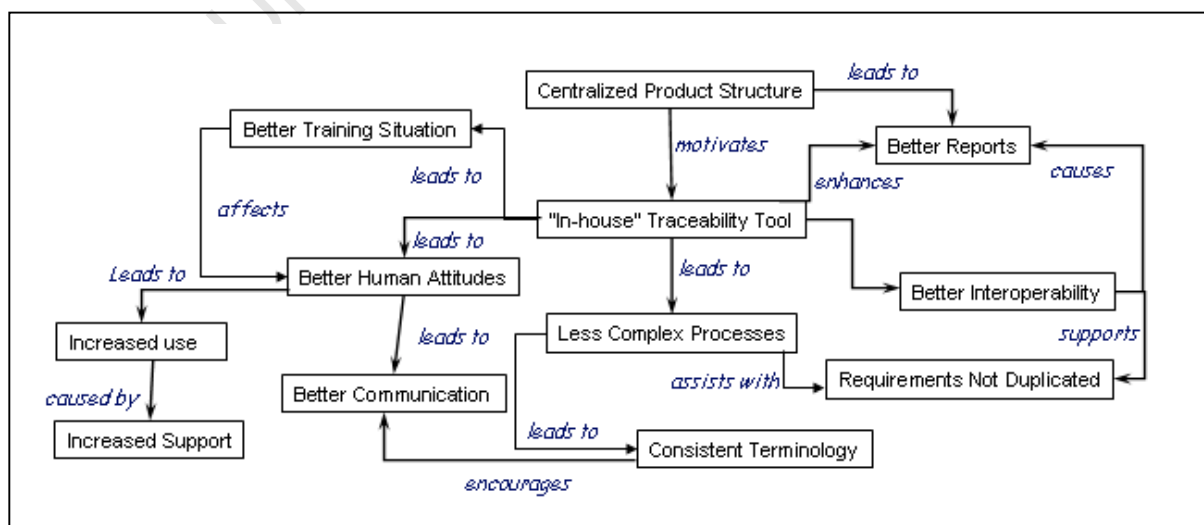 leads to
Centralized Product Structure
Better Training Situation
Better Reports
motivates
leads to
enhances
causes
affects
"In-house" Traceability Tool
leads to
Leads to
Better Human Attitudes
leads to
Better Interoperability
Increased use
leads to
Less Complex Processes
supports
assists with
Requirements Not Duplicated
caused by
Better Communication
Increased Support
leads to
Consistent Terminology
encourages